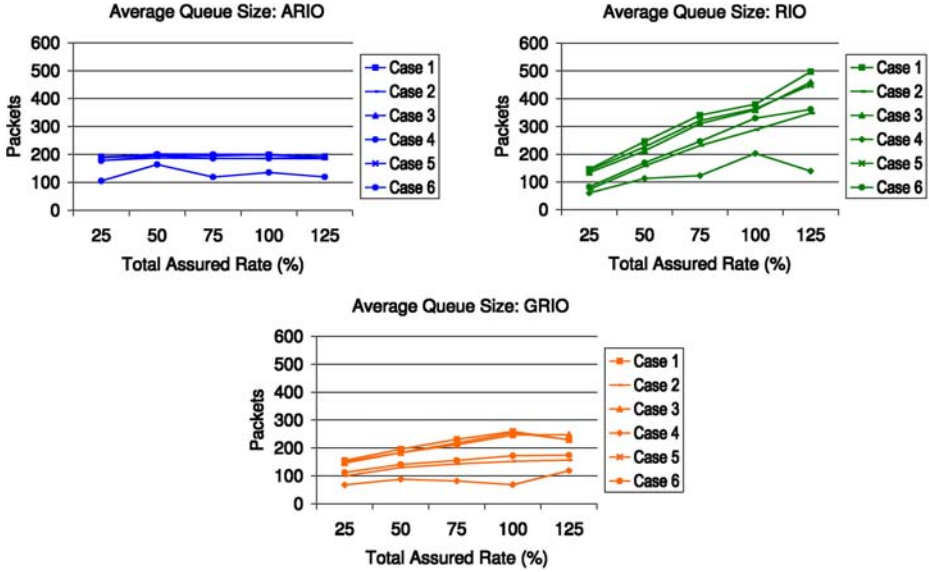 Average Queue Size: ARIO
600
500
400
300
200
100
0
Packets
25 50 75 100 125
Total Assured Rate (%)
Case 1
Case 2
Case 3
Case 4
Case 5
Case 6
Average Queue Size: RIO
600
500
400
300
200
100
0
Packets
25 50 75 100 125
Total Assured Rate (%)
Case 1
Case 2
Case 3
Case 4
Case 5
Case 6
Average Queue Size: GRIO
600
500
400
300
200
100
0
Packets
25 50 75 100 125
Total Assured Rate (%)
Case 1
Case 2
Case 3
Case 4
Case 5
Case 6